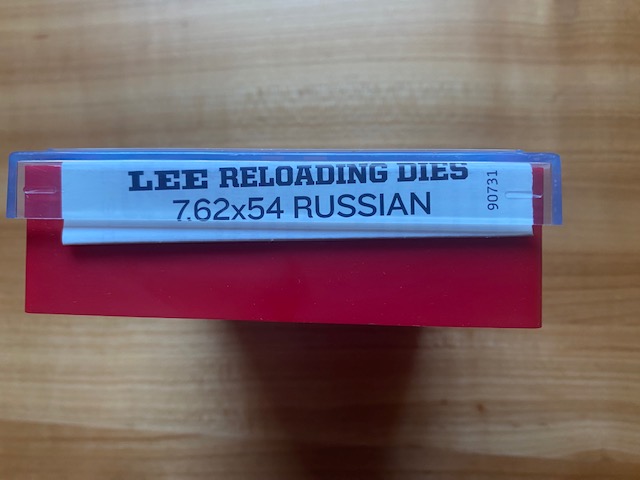 LEE RELOADING DIES
7.62x54 RUSSIAN
90731